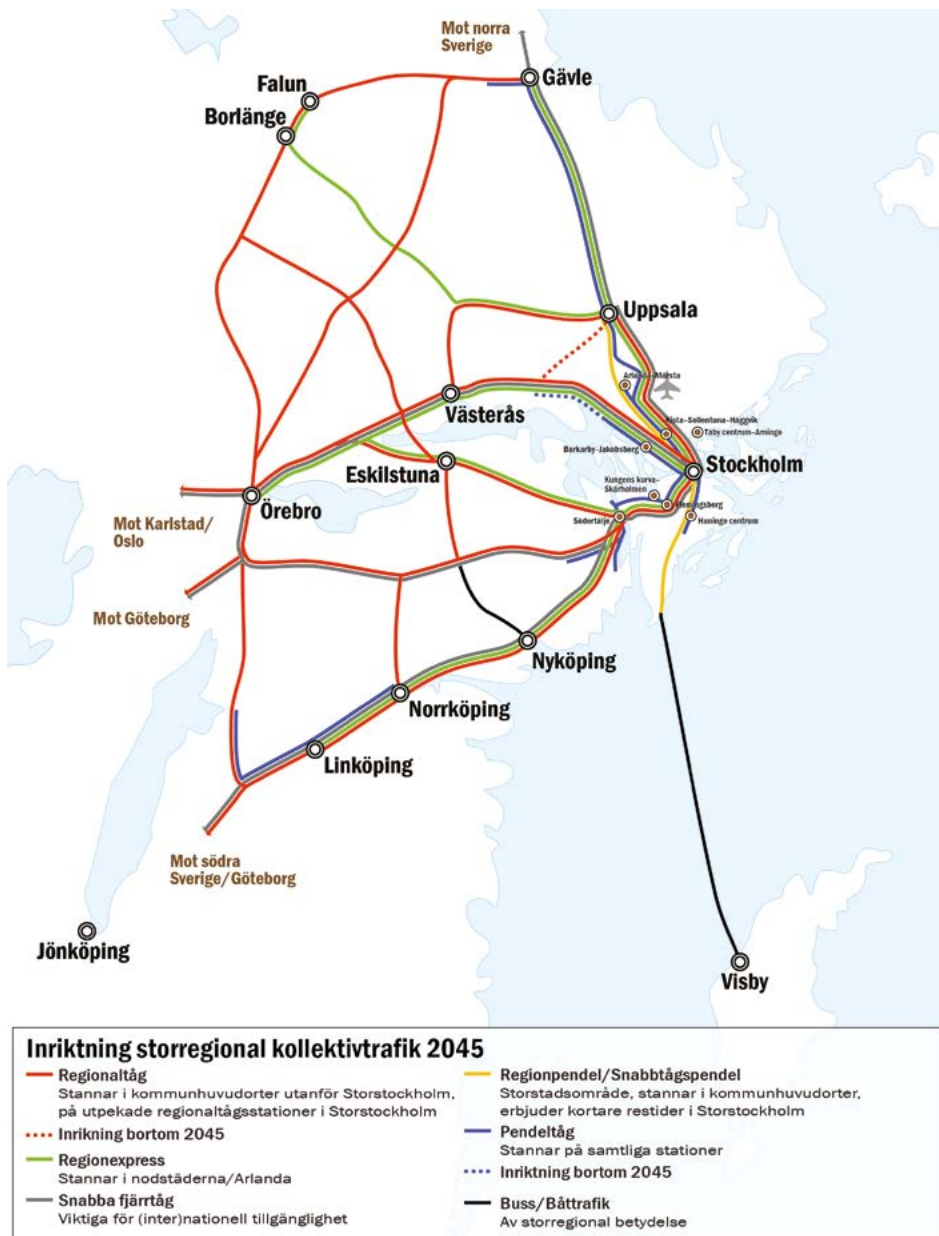 Mot norra
Sverige
Gävle
Falun
Borlänge
Uppsala
Arlanda-Märsta
Kista-Sollentuna-Häggvik
Täby centrum-Arninge
Västerås
Barkarby-Jakobsberg
Stockholm
Eskilstuna
Kungens kurva-
Skärholmen
Flemingsberg
Örebro
Södertälje
Haninge centrum
Mot Karlstad/
Oslo
Mot Göteborg
Nyköping
Norrköping
Linköping
Mot södra
Sverige/Göteborg
Jönköping
Visby
Inriktning storregional kollektivtrafik 2045
Regionaltåg
Stannar i kommunhuvudorter utanför Storstockholm,
på utpekade regionaltågsstationer i Storstockholm
Inrikning bortom 2045
Regionexpress
Stannar i nodstäderna/Arlanda
Snabba fjärrtåg
Viktiga för (inter)nationell tillgänglighet
Regionpendel/Snabbtågspendel
Storstadsområde, stannar i kommunhuvudorter,
erbjuder kortare restider i Storstockholm
Pendeltåg
Stannar på samtliga stationer
Inriktning bortom 2045
Buss/Båttrafik
Av storregional betydelse